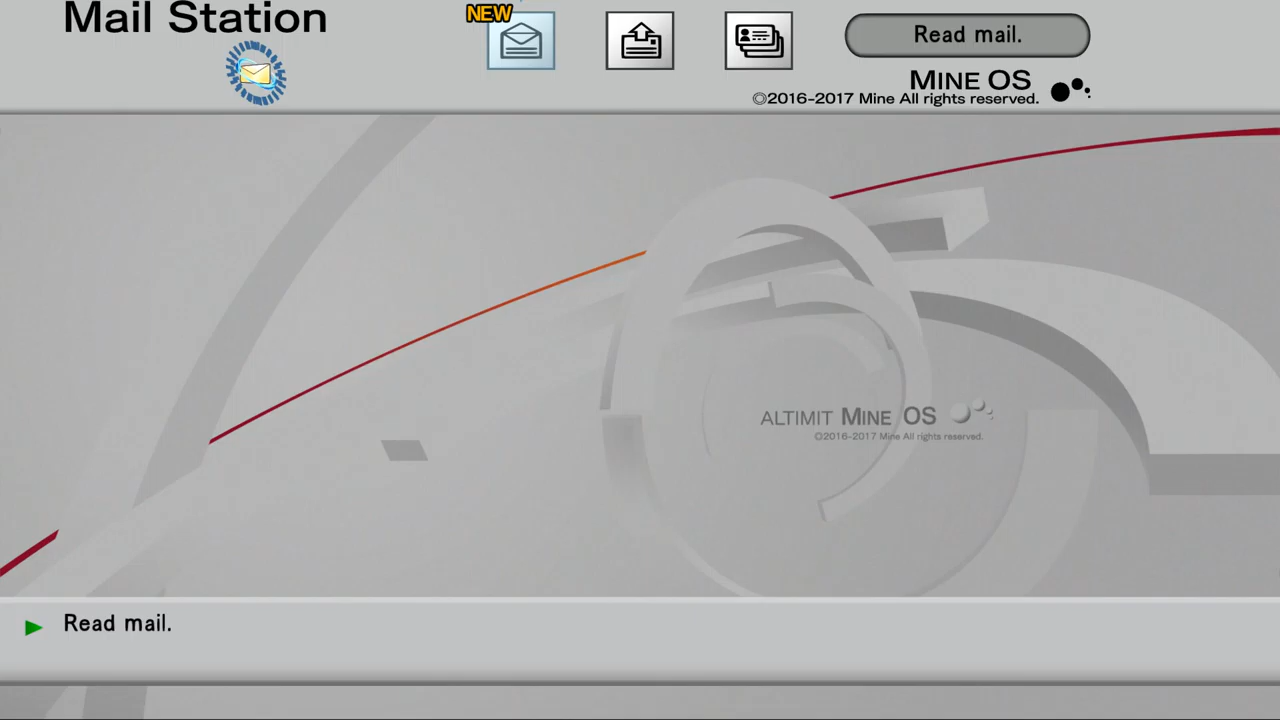 Mail Station
NEW
Read mail.
MINE OS
©2016-2017 Mine All rights reserved.
ALTIMIT MINE OS
©2016-2017 Mine All rights reserved.
Read mail.